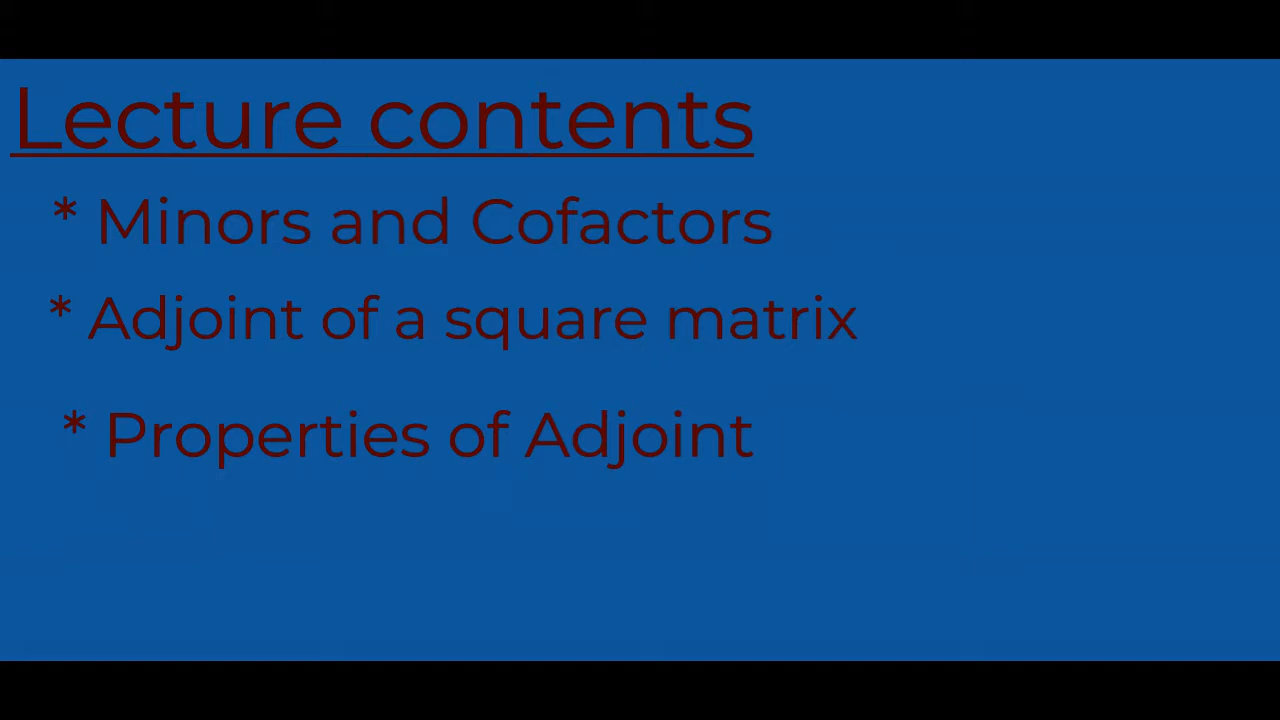 Lecture contents
* Minors and Cofactors
* Adjoint of a square matrix
* Properties of Adjoint